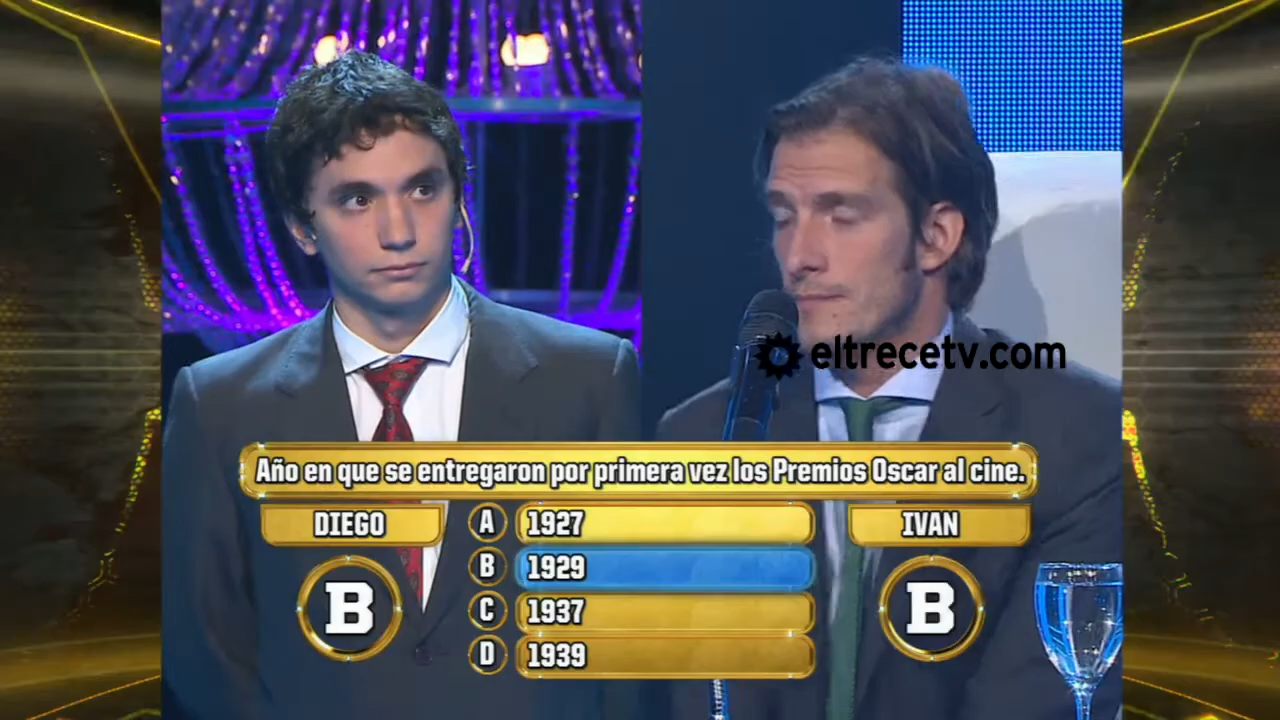 eltrecetv.com
Año en que se entregaron por primera vez los Premios Oscar al cine.
DIEGO
B
A 1927
B 1929
C 1937
D 1939
IVAN
B